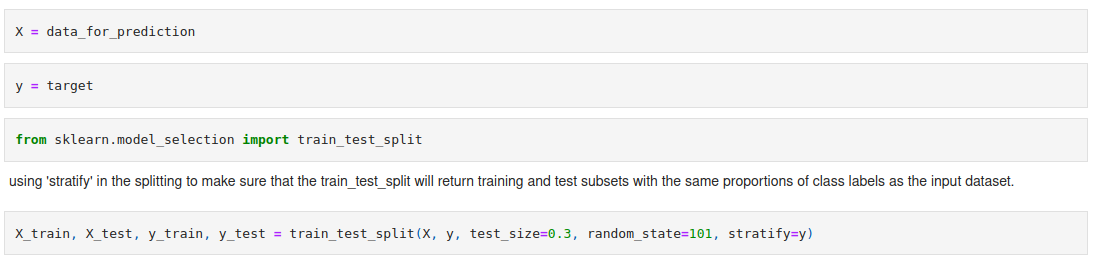 X = data_for_prediction
y = target
from sklearn.model_selection import train_test_split
using 'stratify' in the splitting to make sure that the train_test_split will return training and test subsets with the same proportions of class labels as the input dataset.
X_train, X_test, y_train, y_test = train_test_split(X, y, test_size=0.3, random_state=101, stratify=y)